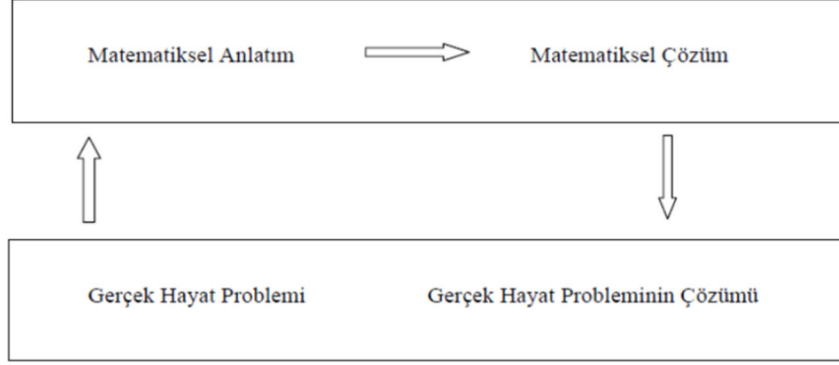 Matematiksel Anlatım Matematiksel Çözüm
Gerçek Hayat Problemi Gerçek Hayat Probleminin Çözümü